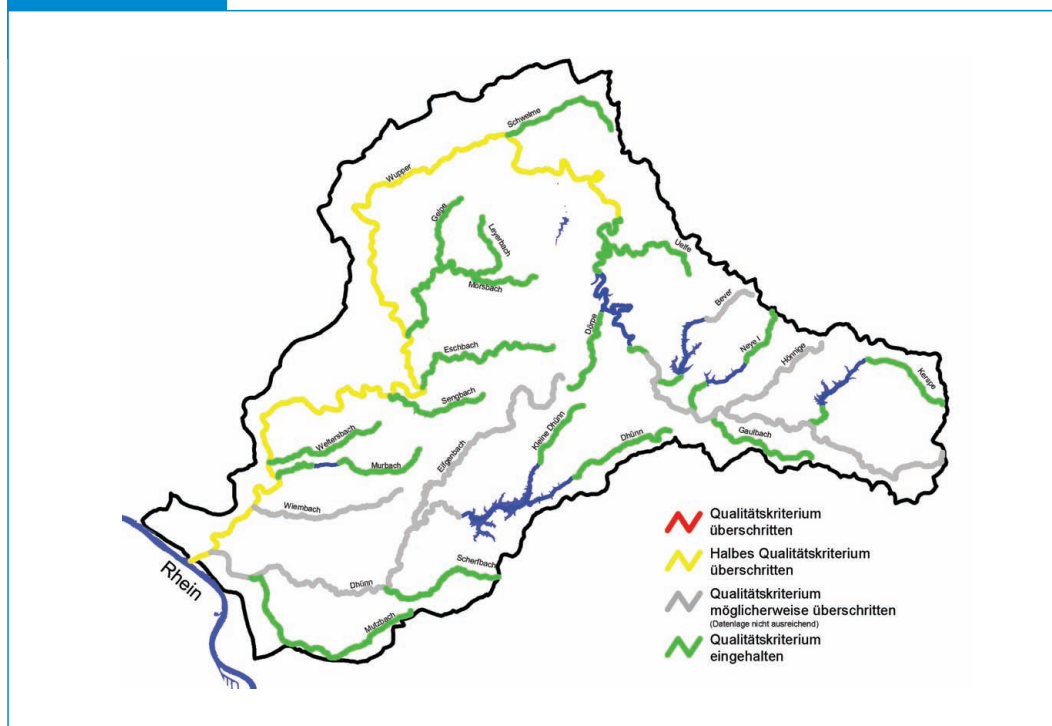 Schwelme
Wupper
Gelpe
Leyerbach
Morsbach
Uelfe
Bever
Dörpe
Neye I
Hönnige
Kerspe
Eschbach
Sengbach
Weltersbach
Murbach
Eifgenbach
Kleine Dhünn
Dhünn
Gaulbach
Wiembach
Rhein
Dhünn
Scherfbach
Mutzbach
Qualitätskriterium
überschritten
Halbes Qualitätskriterium
überschritten
Qualitätskriterium
möglicherweise überschritten
(Datenlage nicht ausreichend)
Qualitätskriterium
eingehalten